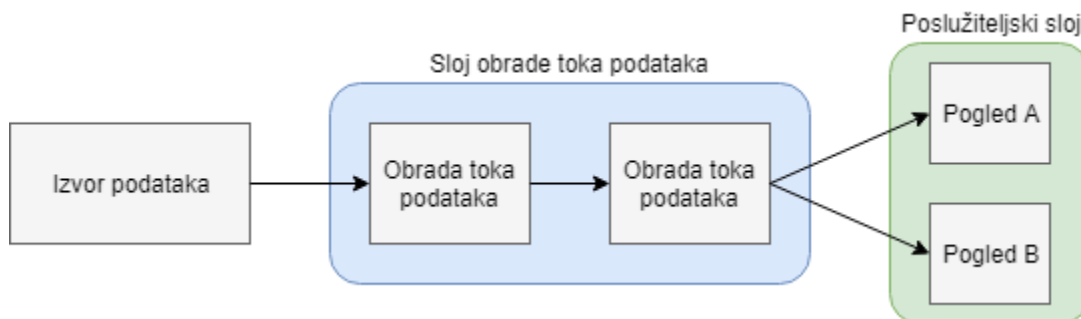 Poslužiteljski sloj
Sloj obrade toka podataka
Izvor podataka
Obrada toka
podataka
Obrada toka
podataka
Pogled A
Pogled B